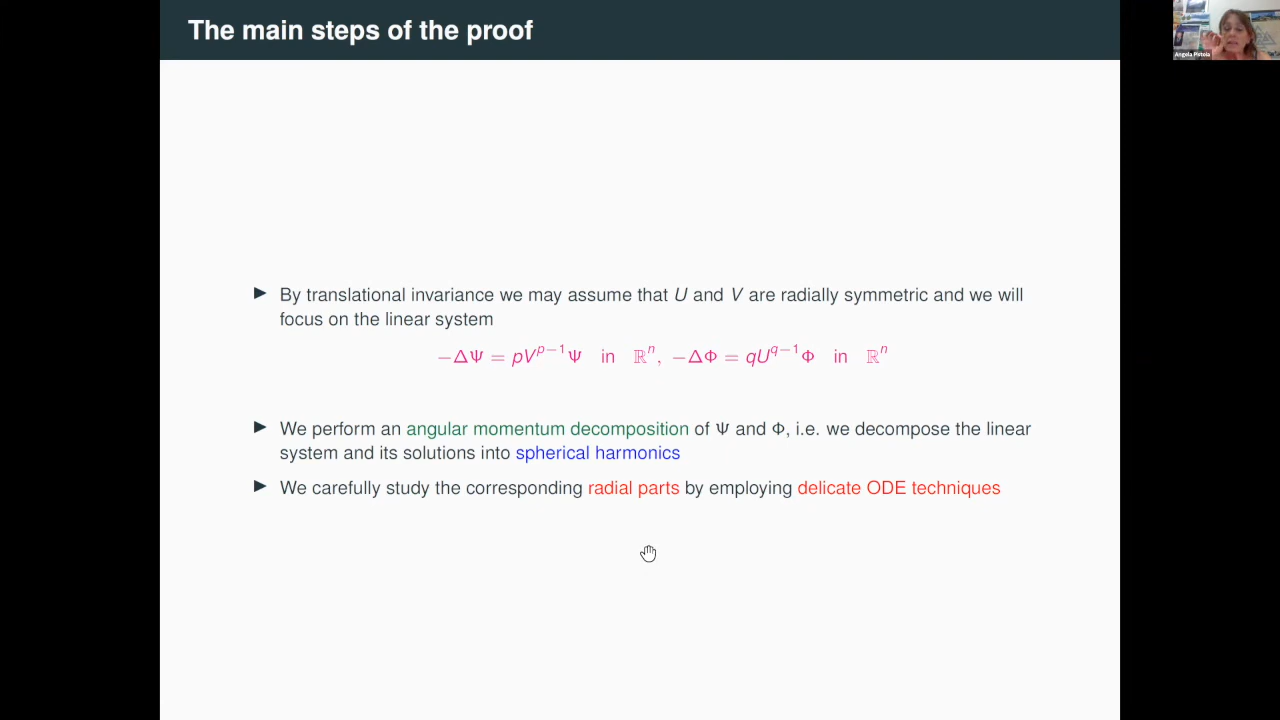 The main steps of the proof
Angela Pistoia
▶ By translational invariance we may assume that U and V are radially symmetric and we will
focus on the linear system
−ΔΨ = pV^{p−1}Ψ in ℝ^n, −ΔΦ = qU^{q−1}Φ in ℝ^n
▶ We perform an angular momentum decomposition of Ψ and Φ, i.e. we decompose the linear
system and its solutions into spherical harmonics
▶ We carefully study the corresponding radial parts by employing delicate ODE techniques